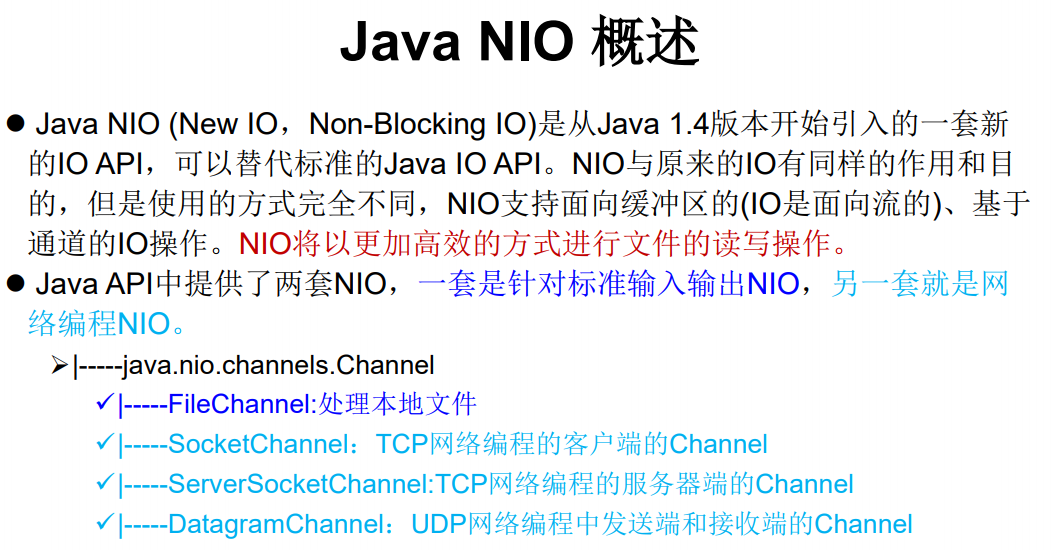 Java NIO 概述
● Java NIO (New IO，Non-Blocking IO)是从Java 1.4版本开始引入的一套新
的IO API，可以替代标准的Java IO API。NIO与原来的IO有同样的作用和目
的，但是使用的方式完全不同，NIO支持面向缓冲区的(IO是面向流的)、基于
通道的IO操作。NIO将以更加高效的方式进行文件的读写操作。
● Java API中提供了两套NIO，一套是针对标准输入输出NIO，另一套就是网
络编程NIO。
➢|-----java.nio.channels.Channel
✓|-----FileChannel:处理本地文件
✓|-----SocketChannel：TCP网络编程的客户端的Channel
✓|-----ServerSocketChannel:TCP网络编程的服务器端的Channel
✓|-----DatagramChannel：UDP网络编程中发送端和接收端的Channel